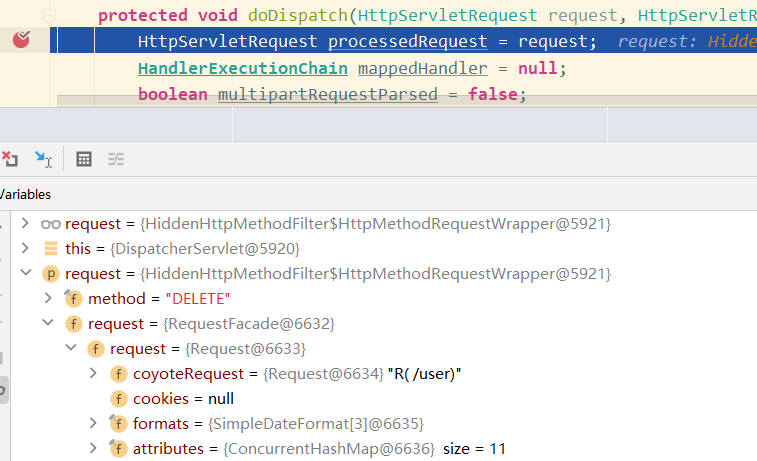 protected void doDispatch(HttpServletRequest request, HttpServletR
HttpServletRequest processedRequest = request;  request: Hidde
HandlerExecutionChain mappedHandler = null;
boolean multipartRequestParsed = false;
Variables
request = {HiddenHttpMethodFilter$HttpMethodRequestWrapper@5921}
this = {DispatcherServlet@5920}
request = {HiddenHttpMethodFilter$HttpMethodRequestWrapper@5921}
method = "DELETE"
request = {RequestFacade@6632}
request = {Request@6633}
coyoteRequest = {Request@6634} "R( /user)"
cookies = null
formats = {SimpleDateFormat[3]@6635}
attributes = {ConcurrentHashMap@6636}  size = 11